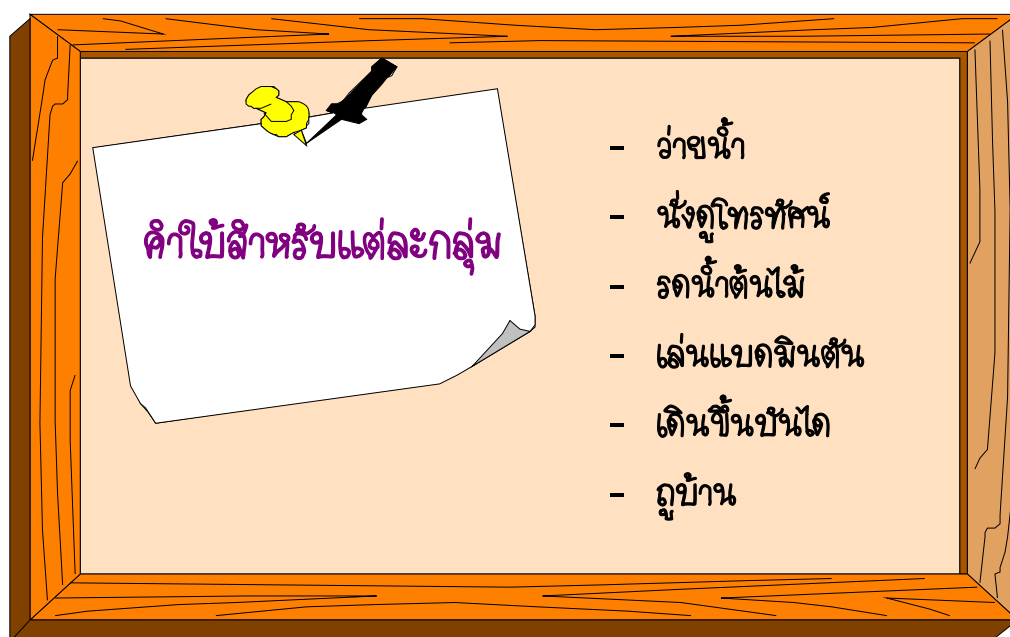 คำใบ้สำหรับแต่ละกลุ่ม
- ว่ายน้ำ
- นั่งดูโทรทัศน์
- รดน้ำต้นไม้
- เล่นแบดมินตัน
- เดินขึ้นบันได
- ถูบ้าน